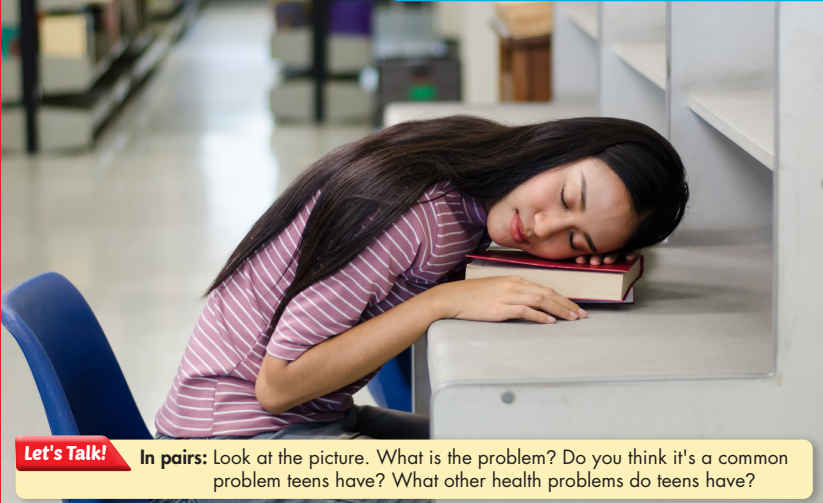 Let's Talk!
In pairs: Look at the picture. What is the problem? Do you think it's a common
problem teens have? What other health problems do teens have?